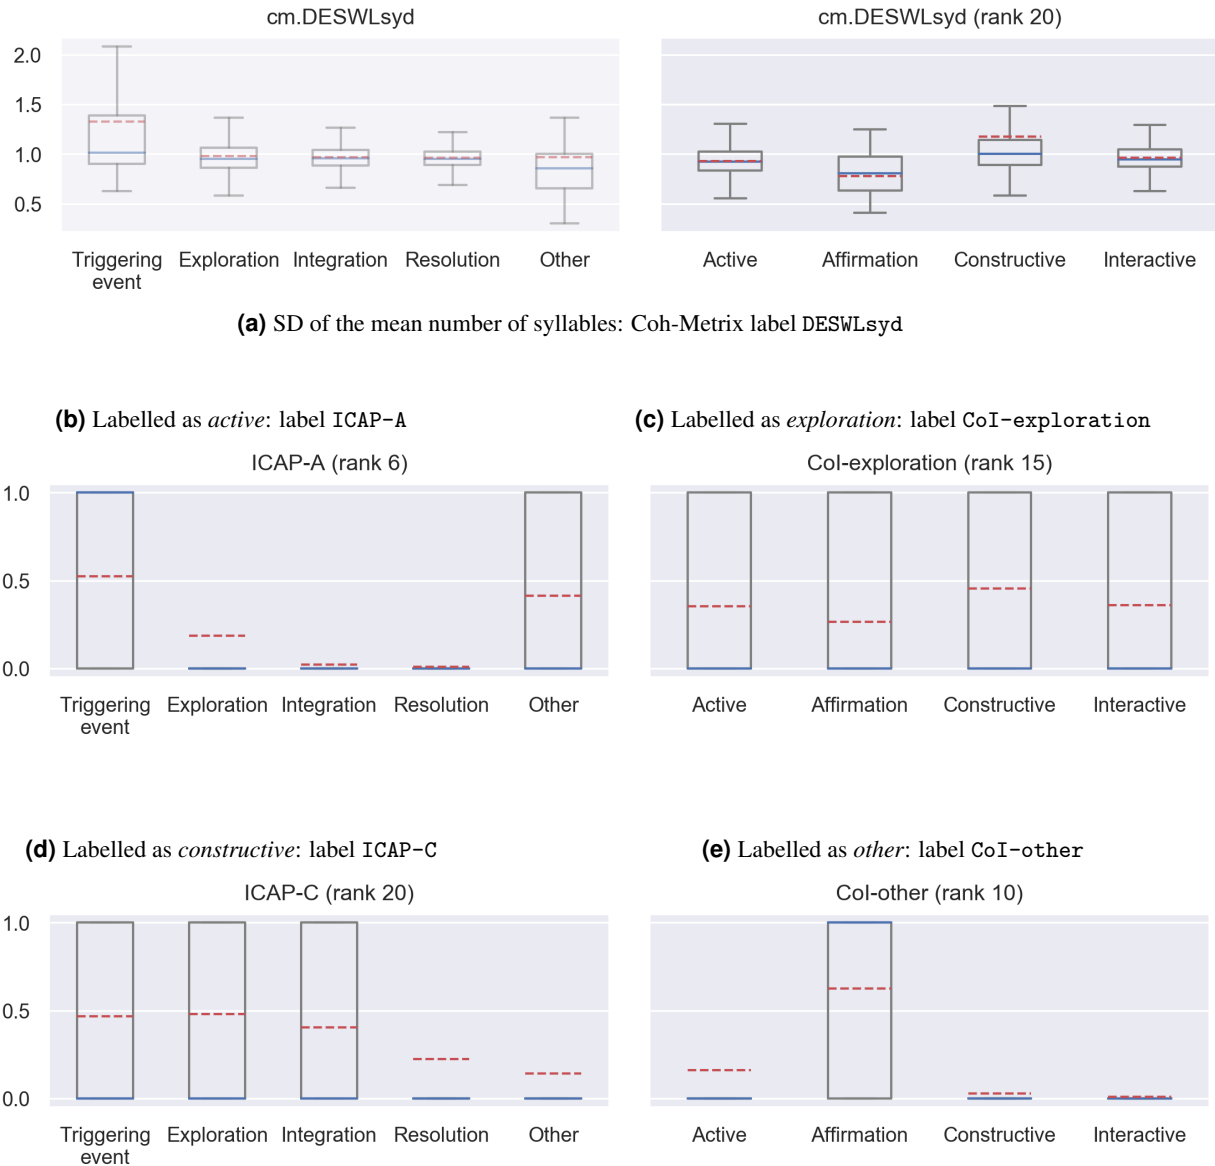 cm.DESWLsyd
cm.DESWLsyd (rank 20)
2.0
1.5
1.0
0.5
Triggering event
Exploration
Integration
Resolution
Other
Active
Affirmation
Constructive
Interactive
(a) SD of the mean number of syllables: Coh-Metrix label DESWLsyd
(b) Labelled as active: label ICAP-A
(c) Labelled as exploration: label CoI-exploration
ICAP-A (rank 6)
CoI-exploration (rank 15)
1.0
0.5
0.0
Triggering event
Exploration
Integration
Resolution
Other
Active
Affirmation
Constructive
Interactive
(d) Labelled as constructive: label ICAP-C
(e) Labelled as other: label CoI-other
ICAP-C (rank 20)
CoI-other (rank 10)
1.0
0.5
0.0
Triggering event
Exploration
Integration
Resolution
Other
Active
Affirmation
Constructive
Interactive